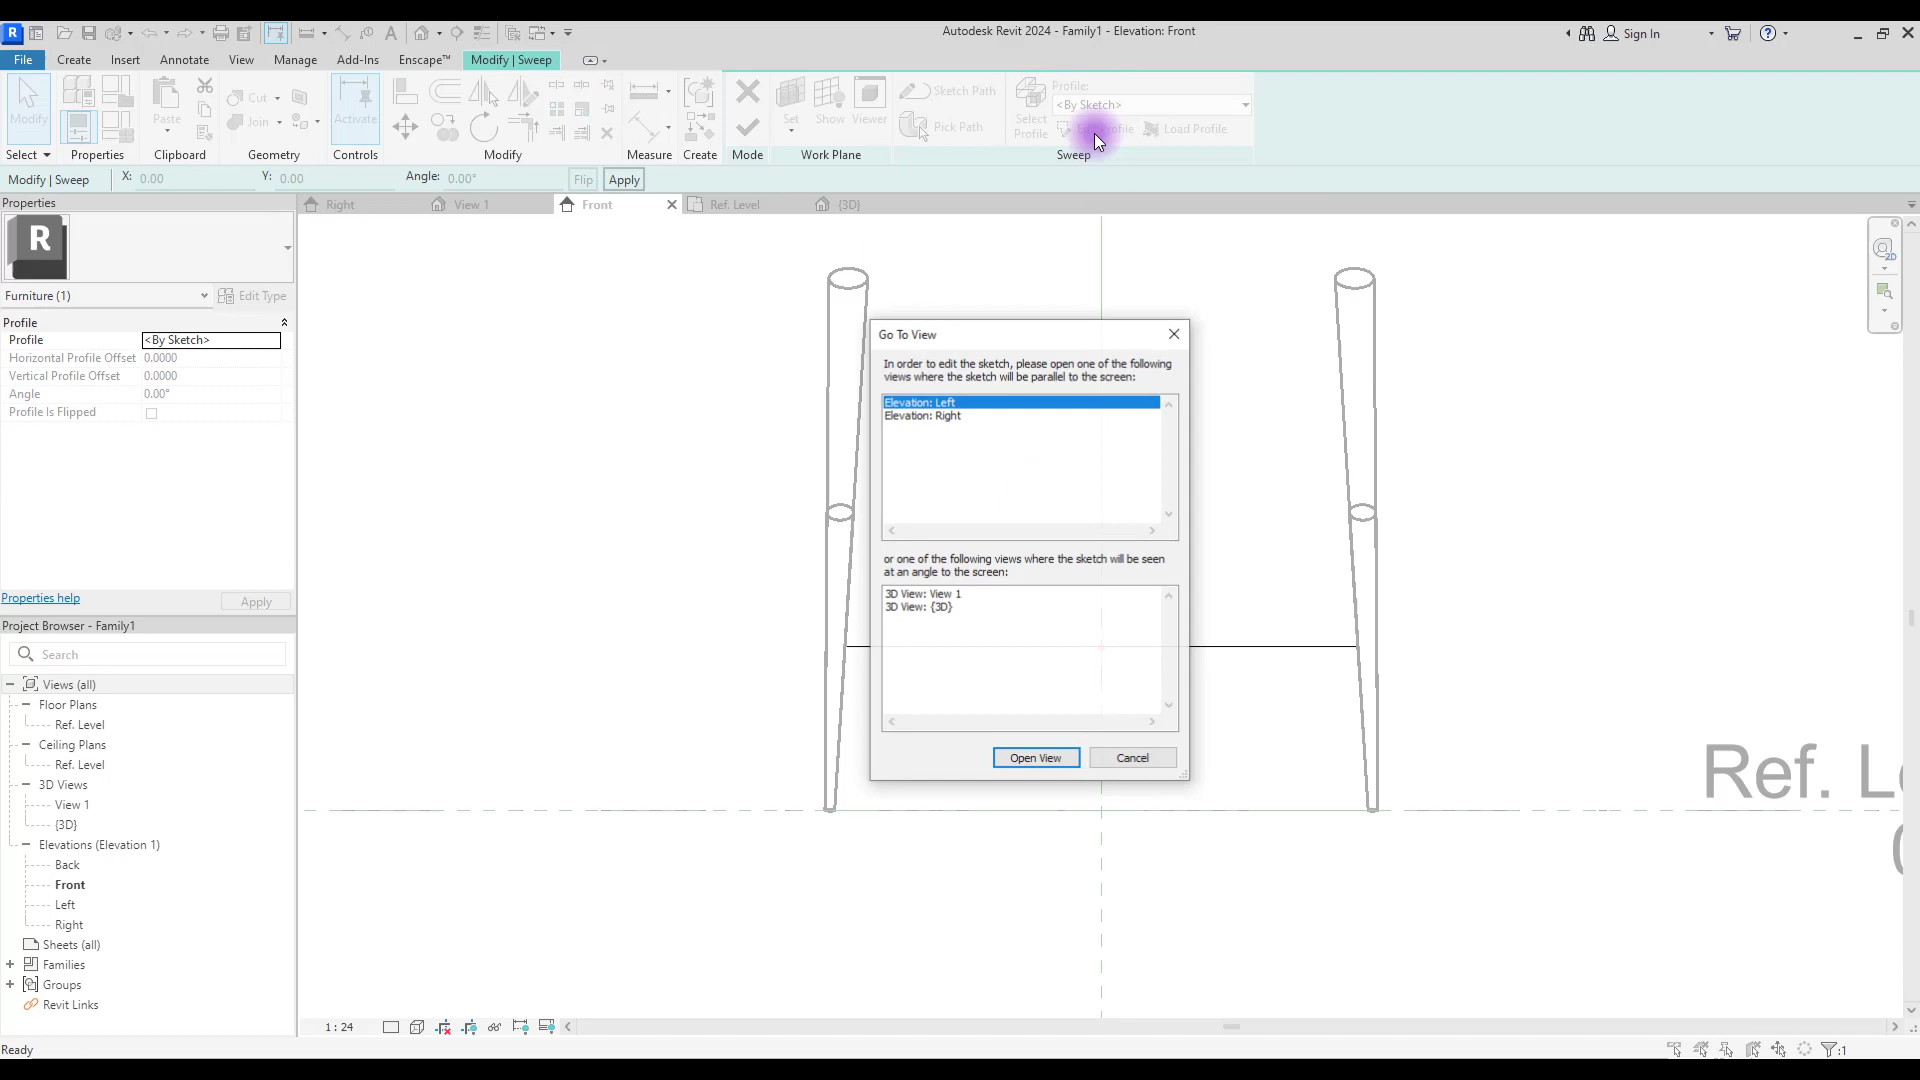 Autodesk Revit 2024 - Family1 - Elevation: Front
Sign In
File Create Insert Annotate View Manage Add-Ins Enscape™ Modify | Sweep
Modify Paste Cut Join Activate Set Show Viewer Sketch Path Pick Path Select Profile Profile: <By Sketch> Profile Load Profile
Select Properties Clipboard Geometry Controls Modify Measure Create Mode Work Plane Sweep
Modify | Sweep X: 0.00 Y: 0.00 Angle: 0.00° Flip Apply
Properties
Right View 1 Front Ref. Level {3D}
R
Furniture (1) Edit Type
Profile
Profile <By Sketch>
Horizontal Profile Offset 0.0000
Vertical Profile Offset 0.0000
Angle 0.00°
Profile Is Flipped
Properties help Apply
Project Browser - Family1
Search
Views (all)
Floor Plans
Ref. Level
Ceiling Plans
Ref. Level
3D Views
View 1
{3D}
Elevations (Elevation 1)
Back
Front
Left
Right
Sheets (all)
Families
Groups
Revit Links
Go To View
In order to edit the sketch, please open one of the following
views where the sketch will be parallel to the screen:
Elevation: Left
Elevation: Right
or one of the following views where the sketch will be seen
at an angle to the screen:
3D View: View 1
3D View: {3D}
Open View Cancel
Ref.
2D
1 : 24
Ready
:1